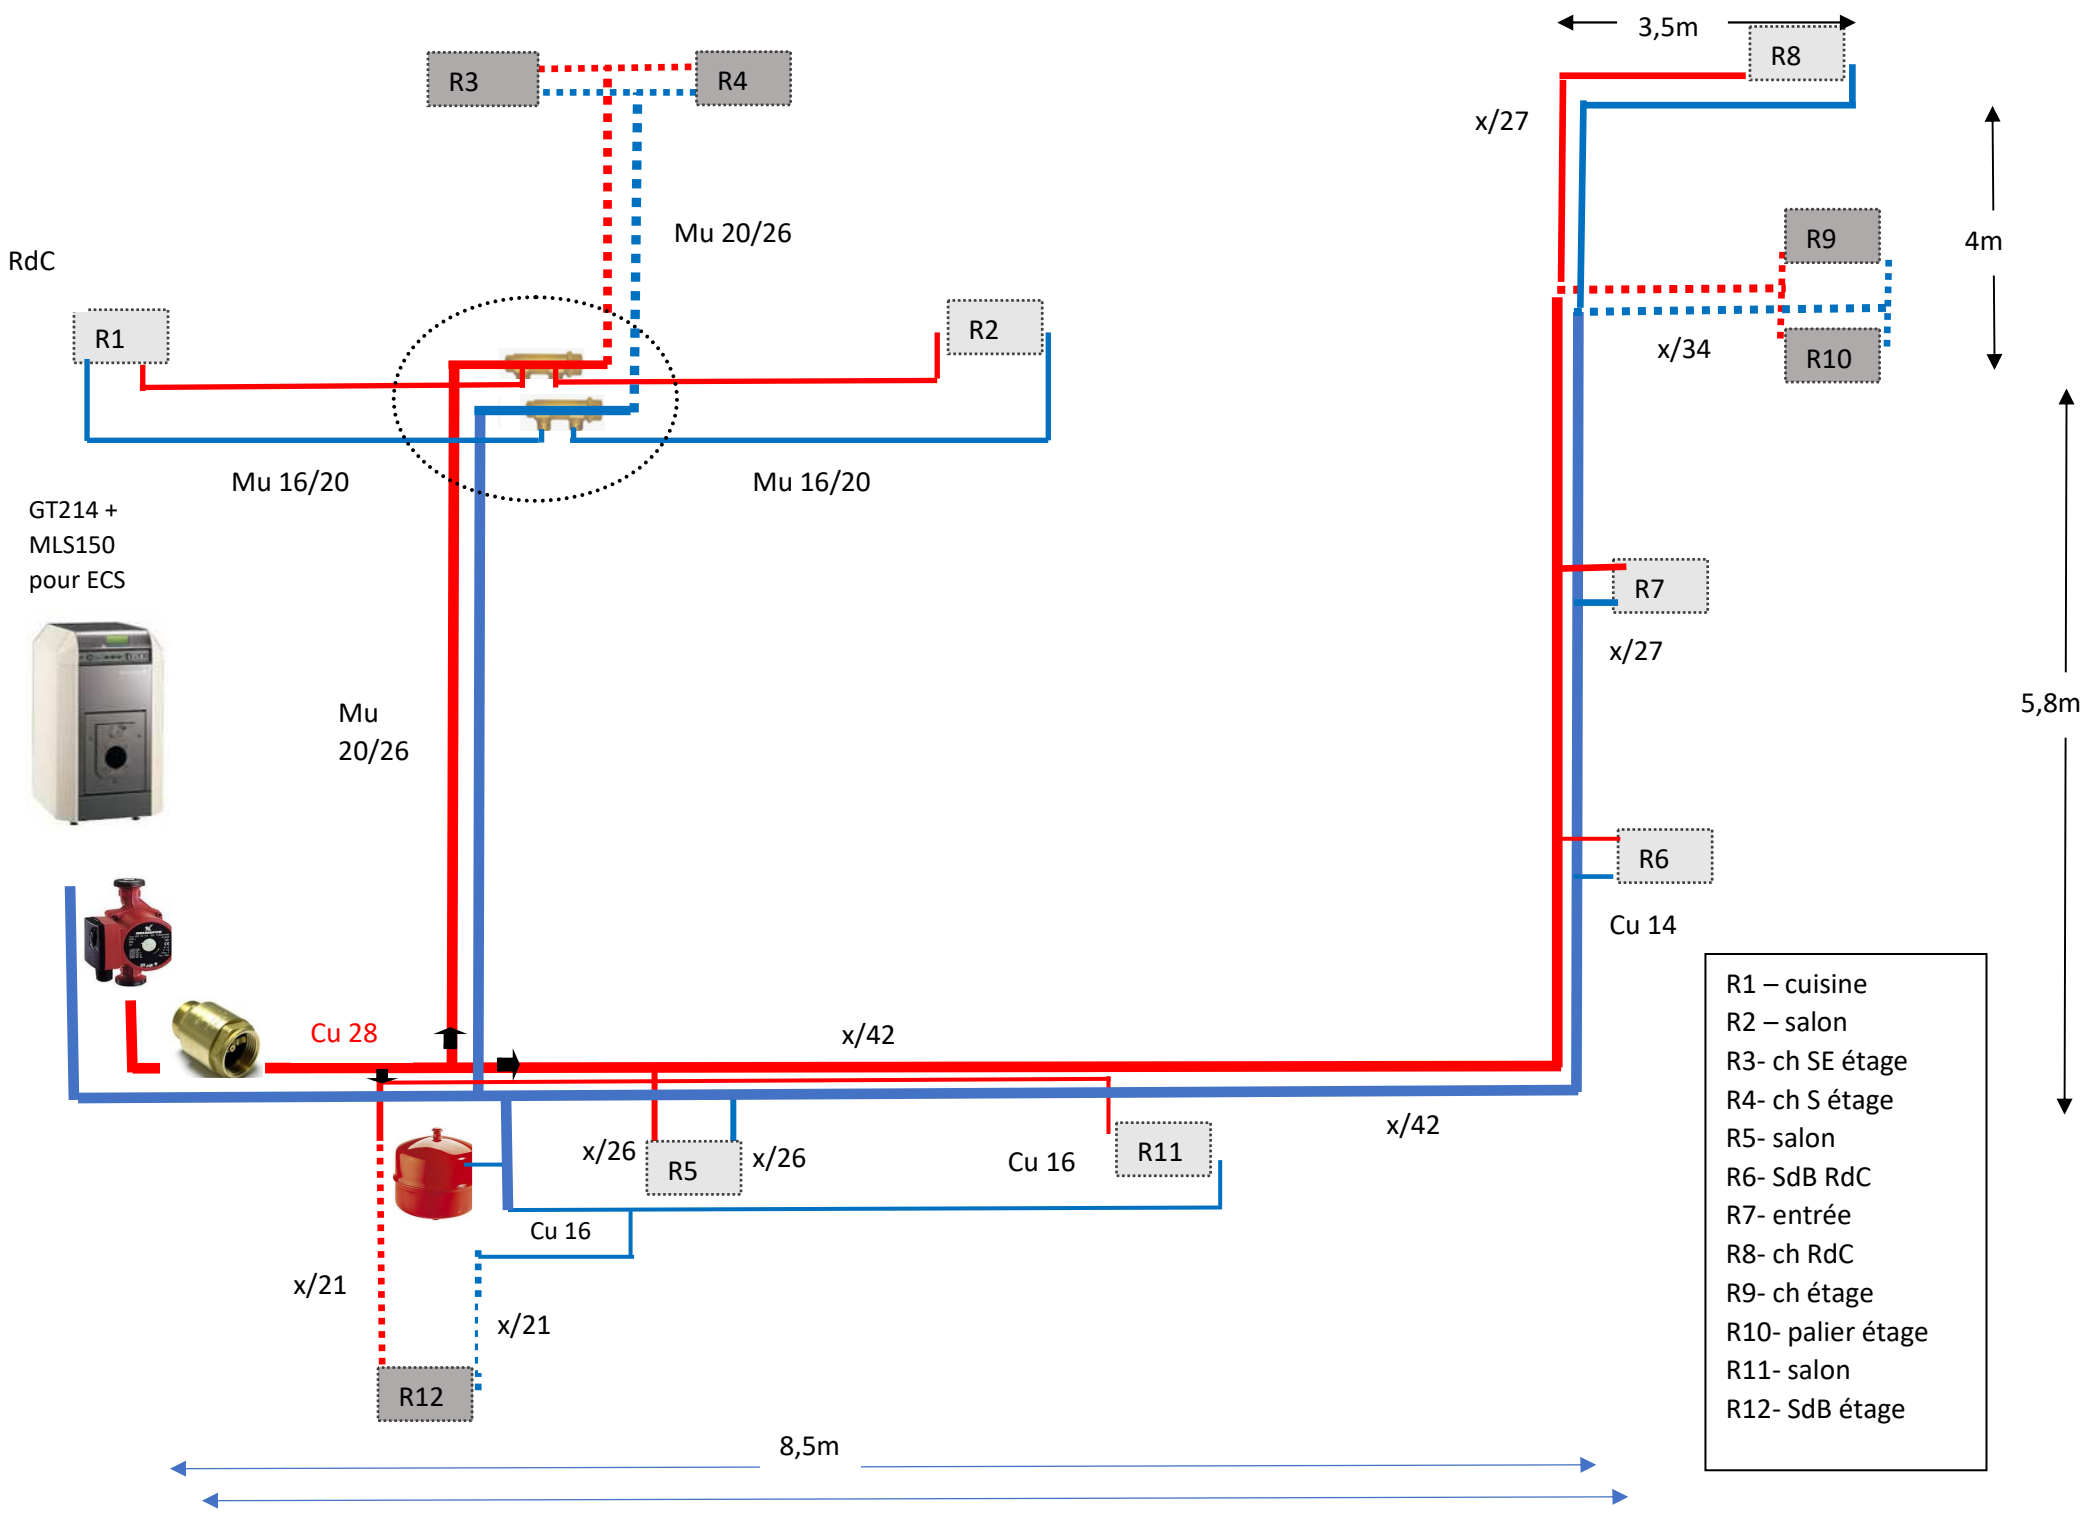 3,5m
R8
R3
R4
x/27
Mu 20/26
R9
4m
RdC
R1
R2
x/34
R10
Mu 16/20
Mu 16/20
GT214 +
MLS150
pour ECS
R7
x/27
5,8m
Mu
20/26
R6
Cu 14
Cu 28
x/42
x/42
x/26
R5
x/26
Cu 16
R11
Cu 16
x/21
x/21
R12
8,5m
R1 – cuisine
R2 – salon
R3- ch SE étage
R4- ch S étage
R5- salon
R6- SdB RdC
R7- entrée
R8- ch RdC
R9- ch étage
R10- palier étage
R11- salon
R12- SdB étage